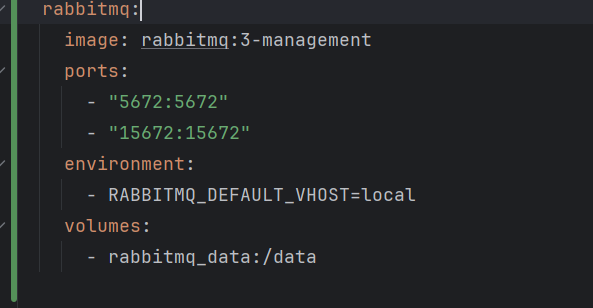 rabbitmq:
  image: rabbitmq:3-management
  ports:
    - "5672:5672"
    - "15672:15672"
  environment:
    - RABBITMQ_DEFAULT_VHOST=local
  volumes:
    - rabbitmq_data:/data